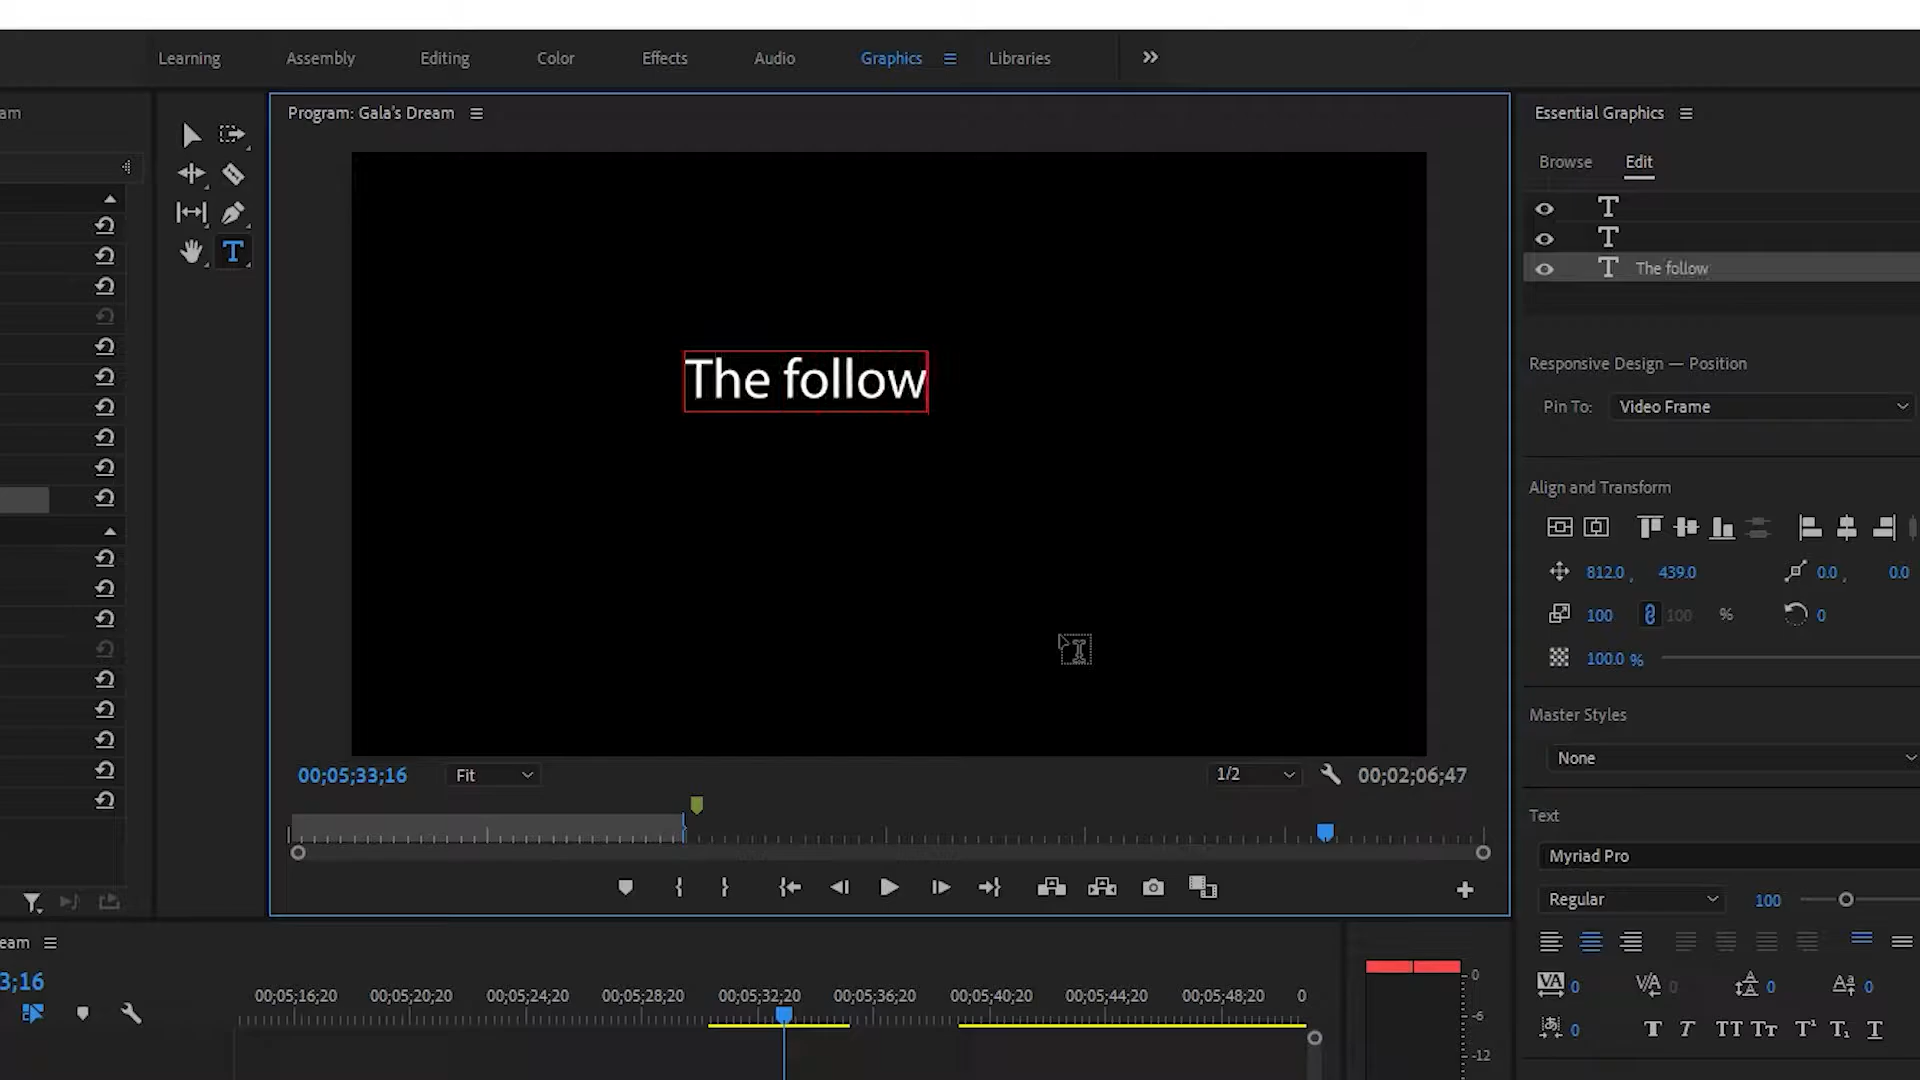 Learning Assembly Editing Color Effects Audio Graphics Libraries
am
Program: Gala's Dream
Essential Graphics
Browse Edit
T
T
T The follow
The follow
Responsive Design — Position
Pin To: Video Frame
Align and Transform
812.0 , 439.0 0.0 , 0.0
100 100 % 0
100.0 %
Master Styles
None
00;05;33;16 Fit 1/2 00;02;06;47
Text
Myriad Pro
Regular 100
eam
3;16
00;05;16;20 00;05;20;20 00;05;24;20 00;05;28;20 00;05;32;20 00;05;36;20 00;05;40;20 00;05;44;20 00;05;48;20 0
0
-6
-12
0 0 0 0
0 T T TT Tt T¹ T₁ T